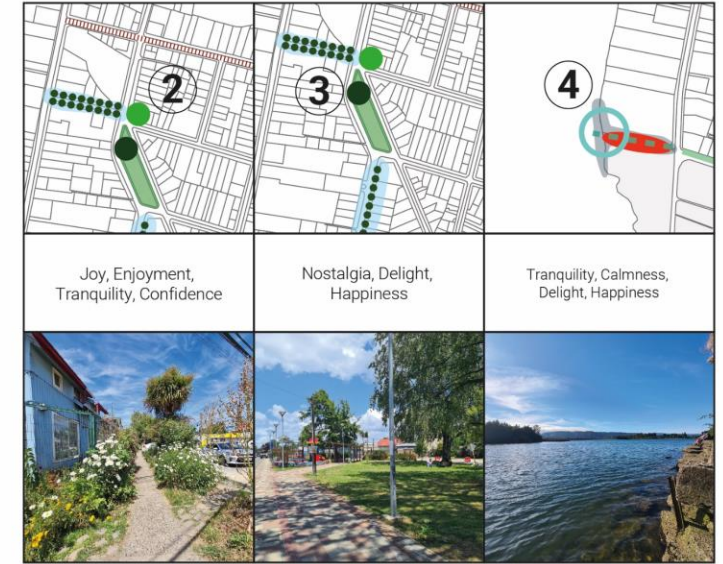 2
3
4
Joy, Enjoyment,
Tranquility, Confidence
Nostalgia, Delight,
Happiness
Tranquility, Calmness,
Delight, Happiness